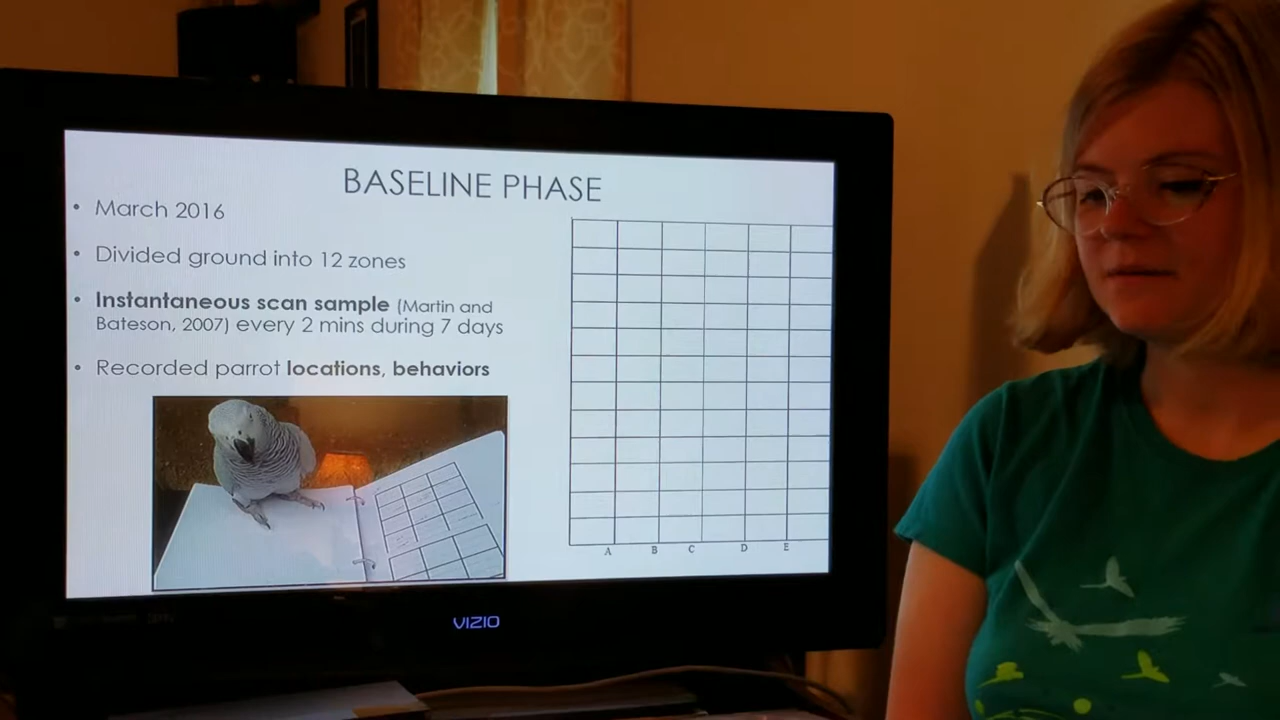 BASELINE PHASE
• March 2016
• Divided ground into 12 zones
• Instantaneous scan sample (Martin and
Bateson, 2007) every 2 mins during 7 days
• Recorded parrot locations, behaviors
A B C D E
VIZIO